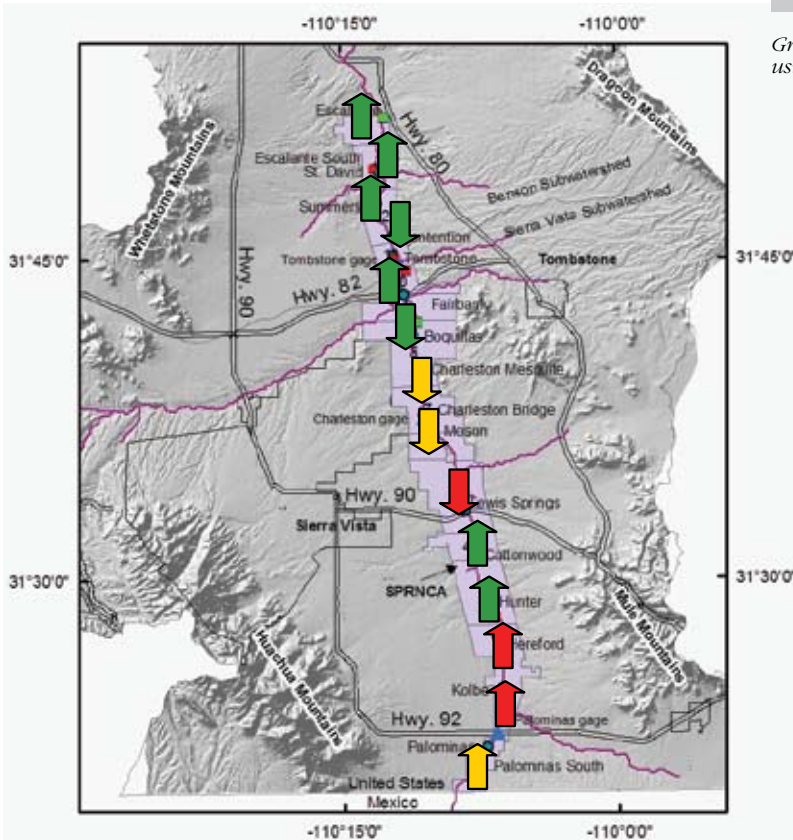 -110°15'0"
-110°0'0"
Gr
us
Dragoon Mountains
Whetstone Mountains
Hwy. 80
Escalante South
St. David
Benson Subwatershed
Sierra Vista Subwatershed
31°45'0"
31°45'0"
Hwy. 90
Tombstone gage
Tombstone
Tombstone
Hwy. 82
Fairbank
Boquillas
Charleston Mesquite
Charleston gage
Charleston Bridge
Moson
Hwy. 90
Lewis Springs
Sierra Vista
Cottonwood
31°30'0"
31°30'0"
SPRNCA
Hunter
Mule Mountains
Hereford
Huachua Mountains
Hwy. 92
Palominas gage
Palominas South
United States
Mexico
-110°15'0"
-110°0'0"